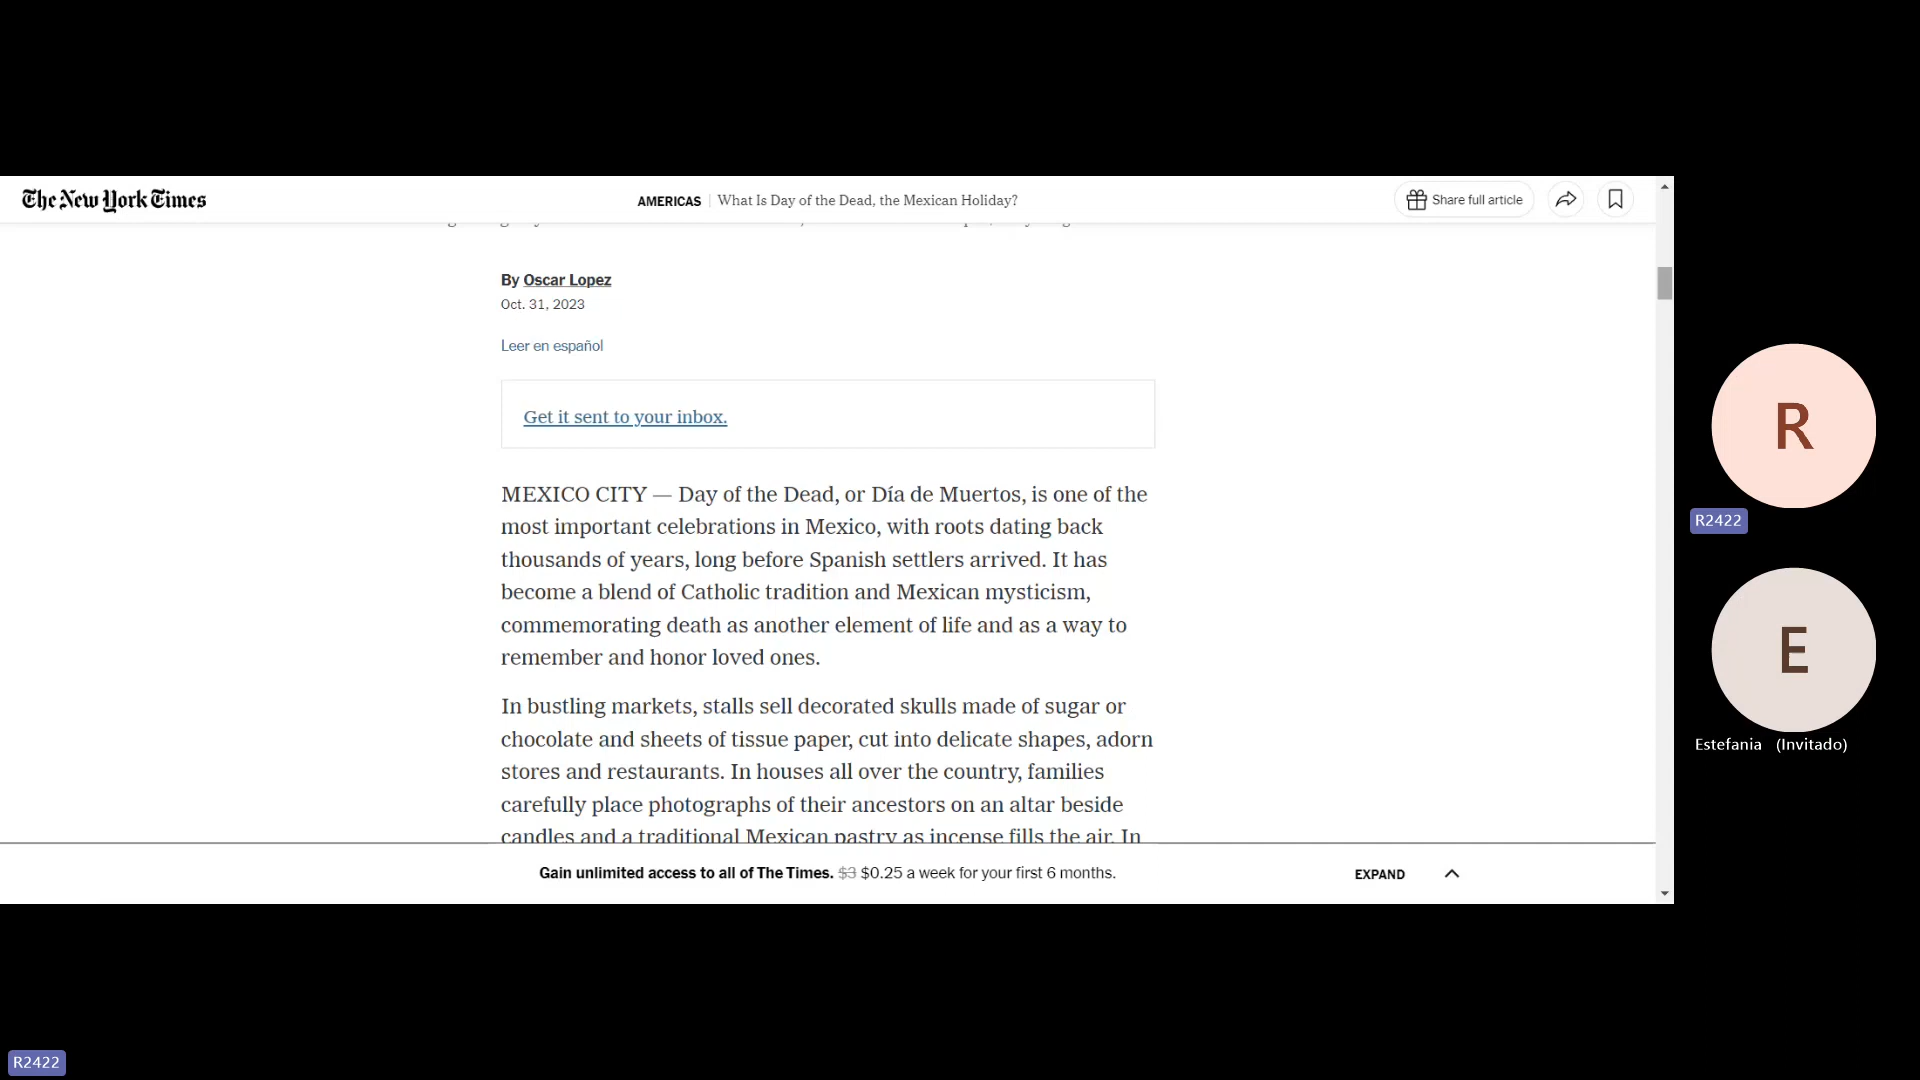 The New York Times
AMERICAS | What Is Day of the Dead, the Mexican Holiday?
Share full article
By Oscar Lopez
Oct. 31, 2023
Leer en español
Get it sent to your inbox.
MEXICO CITY — Day of the Dead, or Día de Muertos, is one of the
most important celebrations in Mexico, with roots dating back
thousands of years, long before Spanish settlers arrived. It has
become a blend of Catholic tradition and Mexican mysticism,
commemorating death as another element of life and as a way to
remember and honor loved ones.
In bustling markets, stalls sell decorated skulls made of sugar or
chocolate and sheets of tissue paper, cut into delicate shapes, adorn
stores and restaurants. In houses all over the country, families
carefully place photographs of their ancestors on an altar beside
candles and a traditional Mexican pastry as incense fills the air. In
Gain unlimited access to all of The Times. $3 $0.25 a week for your first 6 months.
EXPAND
R
R2422
E
Estefania (Invitado)
R2422